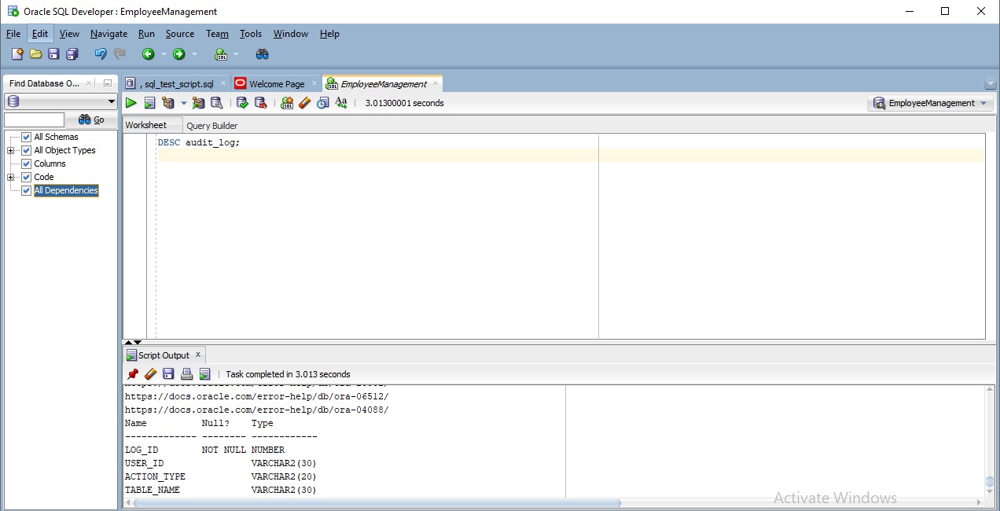 Oracle SQL Developer : EmployeeManagement
File Edit View Navigate Run Source Team Tools Window Help
Find Database O...
, sql_test_script.sql
Welcome Page
EmployeeManagement
3.01300001 seconds
EmployeeManagement
Go
Worksheet
Query Builder
All Schemas
All Object Types
Columns
Code
All Dependencies
DESC audit_log;
Script Output
Task completed in 3.013 seconds
https://docs.oracle.com/error-help/db/ora-06512/
https://docs.oracle.com/error-help/db/ora-04088/
Name Null? Type
------------- -------- ------------
LOG_ID NOT NULL NUMBER
USER_ID VARCHAR2(30)
ACTION_TYPE VARCHAR2(20)
TABLE_NAME VARCHAR2(30)
Activate Windows